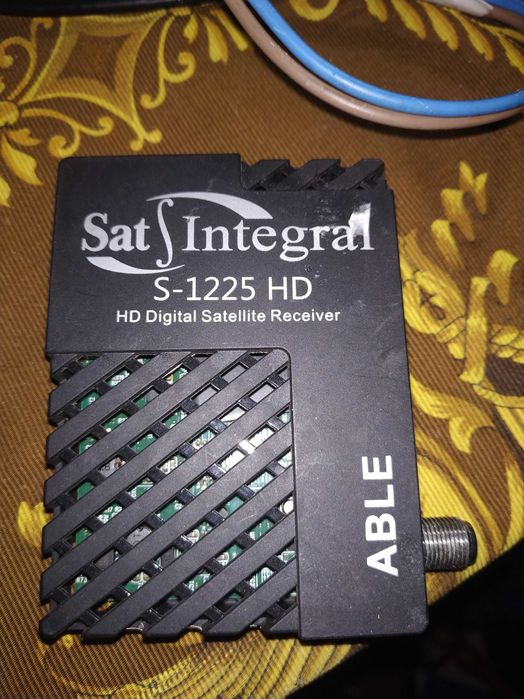 Sat Integral
S-1225 HD
HD Digital Satellite Receiver
ABLE